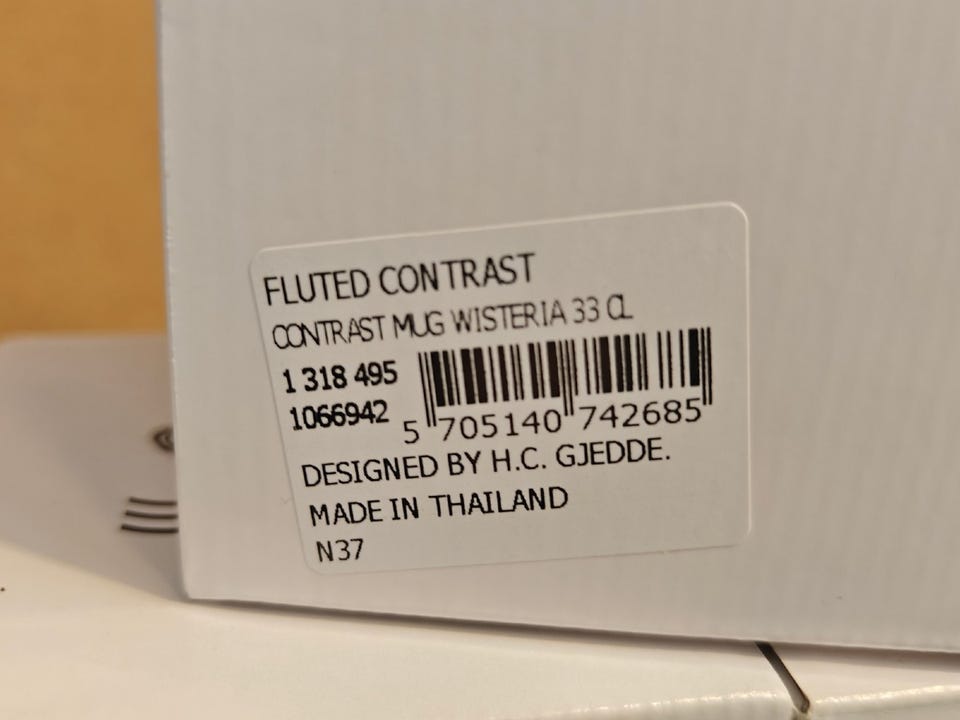 FLUTED CONTRAST
CONTRAST MUG WISTERIA 33 CL
1 318 495
1066942
5 705140 742685
DESIGNED BY H.C. GJEDDE.
MADE IN THAILAND
N37